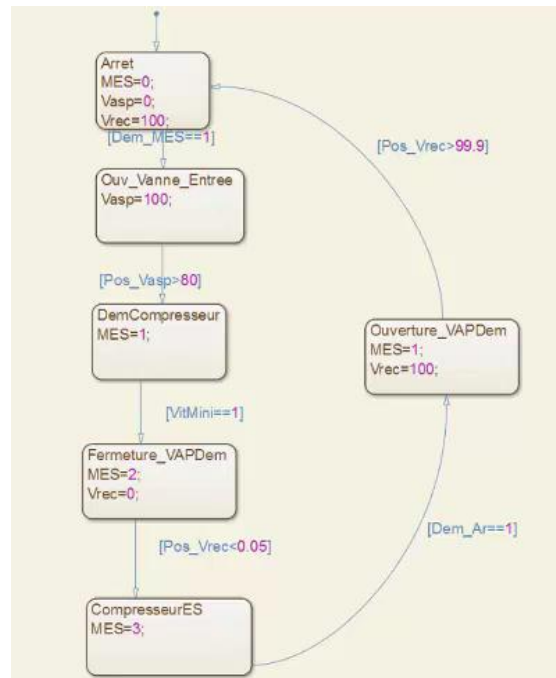 Arret
MES=0;
Vasp=0;
Vrec=100;
[Dem_MES==1]
[Pos_Vrec>99.9]
Ouv_Vanne_Entree
Vasp=100;
[Pos_Vasp>80]
DemCompresseur
MES=1;
Ouverture_VAPDem
MES=1;
Vrec=100;
[VitMini==1]
Fermeture_VAPDem
MES=2;
Vrec=0;
[Dem_Ar==1]
[Pos_Vrec<0.05]
CompresseurES
MES=3;